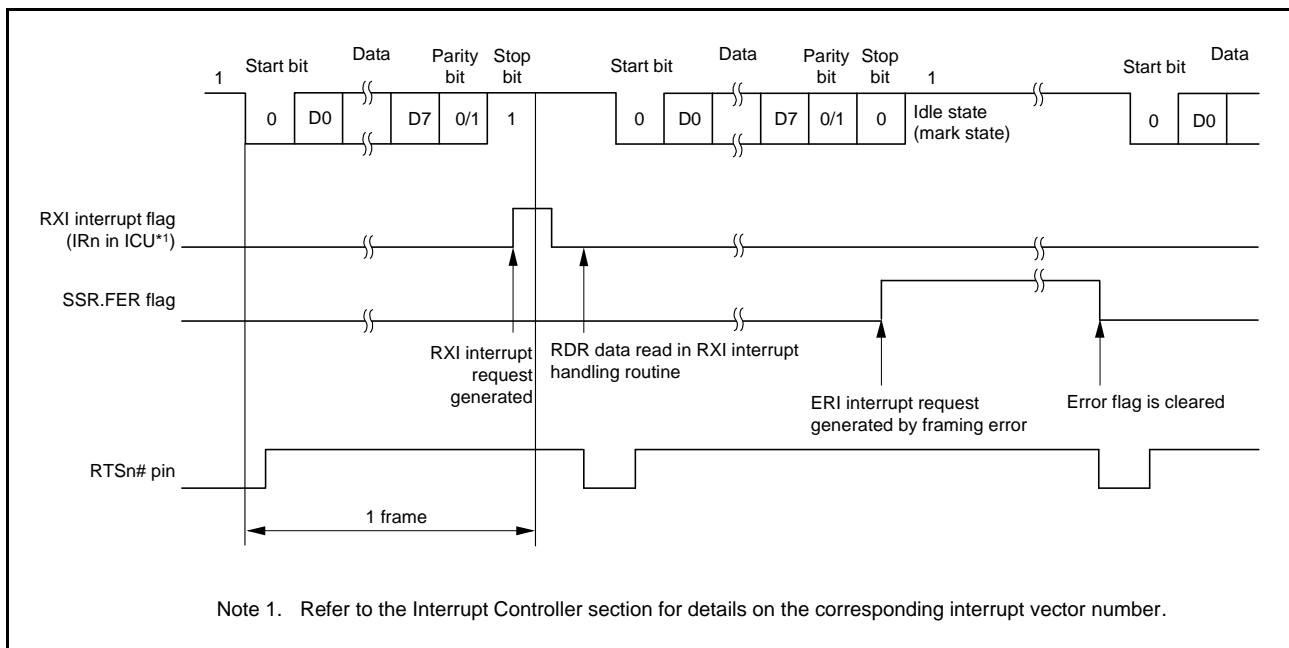 1 Start bit Data Parity bit Stop bit Start bit Data Parity bit Stop bit 1 Start bit Data
0 D0 D7 0/1 1 0 D0 D7 0/1 0 Idle state (mark state) 0 D0
RXI interrupt flag
(IRn in ICU*1)
SSR.FER flag
RXI interrupt
request
generated
RDR data read in RXI interrupt
handling routine
ERI interrupt request
generated by framing error
Error flag is cleared
RTSn# pin
1 frame
Note 1. Refer to the Interrupt Controller section for details on the corresponding interrupt vector number.